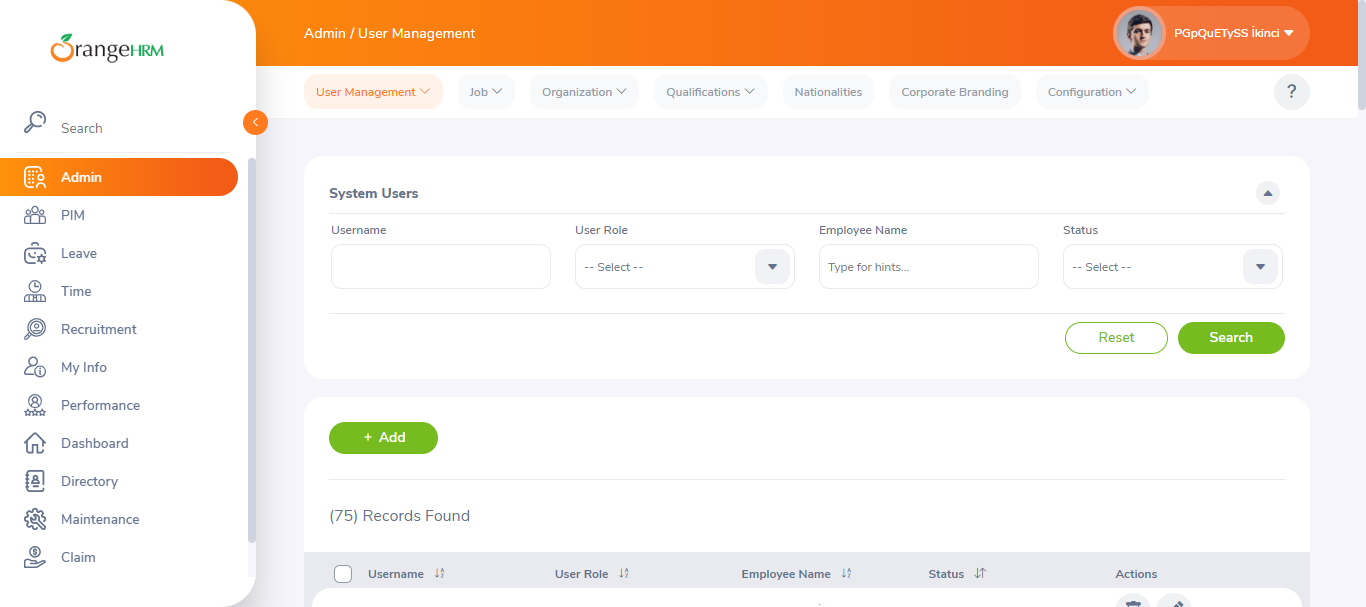 OrangeHRM
Admin / User Management
PGpQuETySS İkinci
User Management
Job
Organization
Qualifications
Nationalities
Corporate Branding
Configuration
?
Search
Admin
PIM
Leave
Time
Recruitment
My Info
Performance
Dashboard
Directory
Maintenance
Claim
System Users
Username
User Role
Employee Name
Status
-- Select --
Type for hints...
-- Select --
Reset
Search
+ Add
(75) Records Found
Username
User Role
Employee Name
Status
Actions